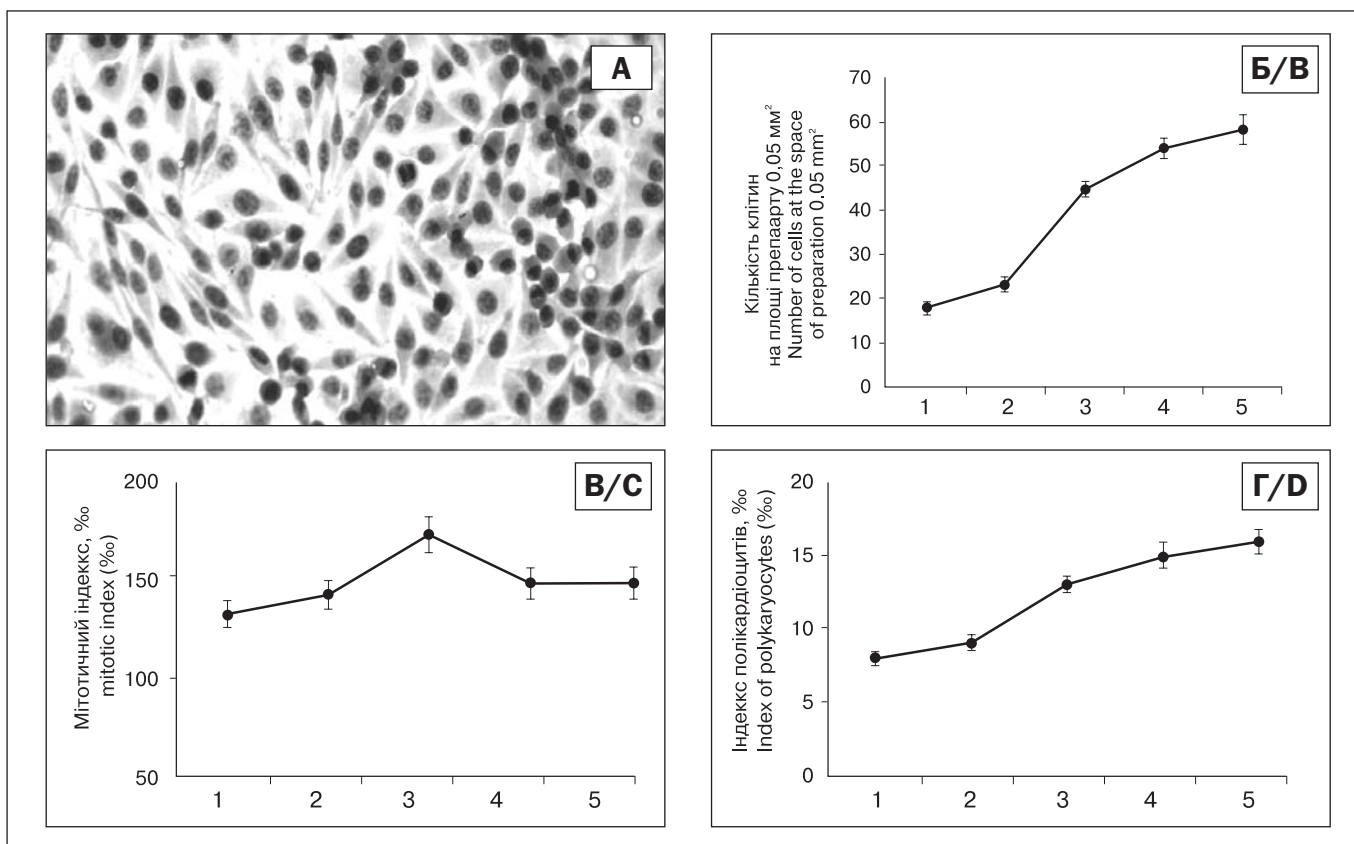 А
Б/В
70
60
50
40
30
20
10
0
Кількість клітин
на площі препаарту 0,05 мм²
Number of cells at the space
of preparation 0.05 mm²
1 2 3 4 5
В/С
200
150
100
50
Мітотичний індеккс, ‰
mitotic index (‰)
1 2 3 4 5
Г/D
20
15
10
5
0
Індеккс полікардіоцитів, ‰
Index of polykaryocytes (‰)
1 2 3 4 5